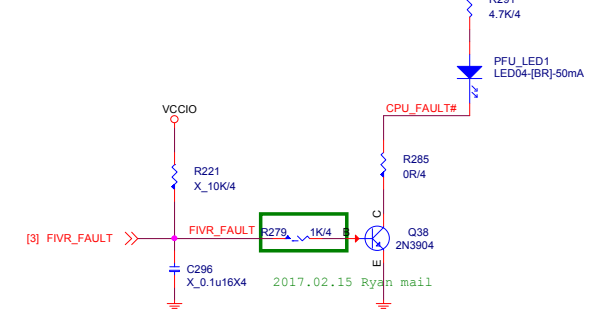 R291
4.7K/4
PFU_LED1
LED04-[BR]-50mA
VCCIO
CPU_FAULT#
R285
0R/4
R221
X_10K/4
C
[3] FIVR_FAULT
FIVR_FAULT
R279
1K/4
B
Q38
2N3904
E
C296
X_0.1u16X4
2017.02.15 Ryan mail